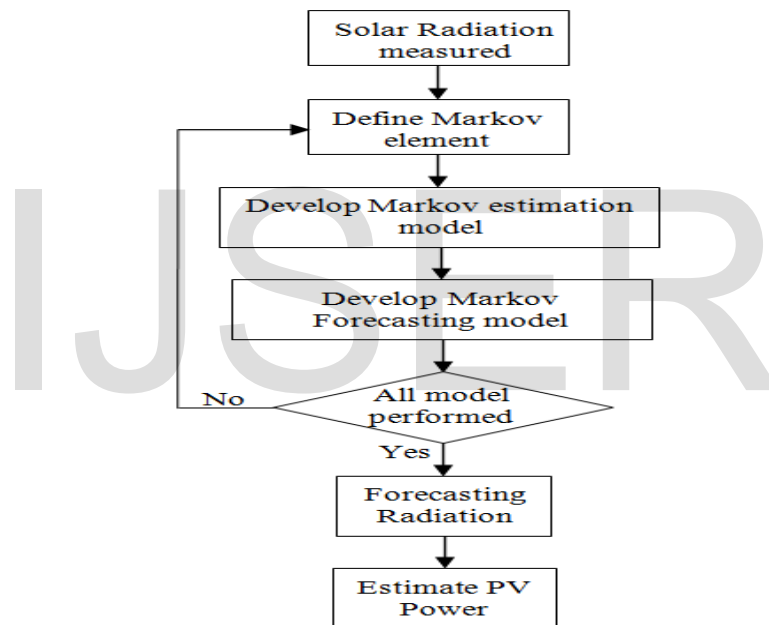 Solar Radiation
measured
Define Markov
element
Develop Markov estimation
model
Develop Markov
Forecasting model
All model
performed
No
Yes
Forecasting
Radiation
Estimate PV
Power
IJSER